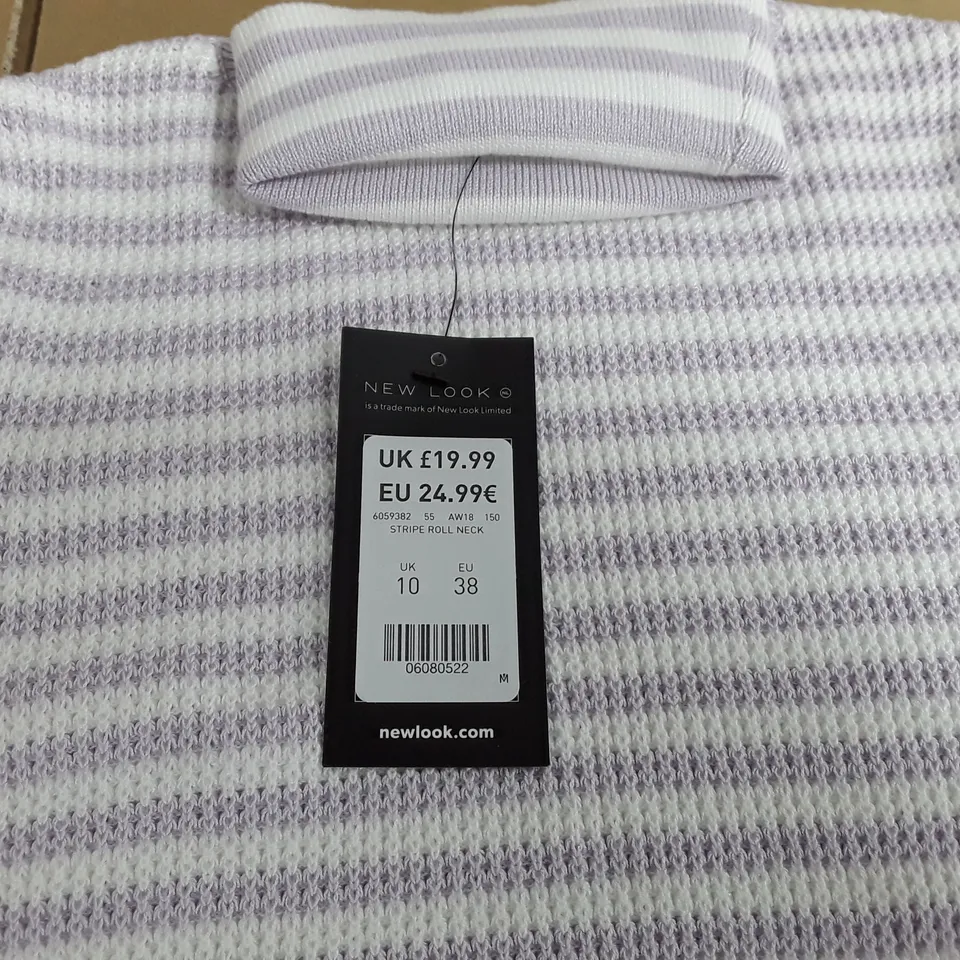 NEW LOOK NL
is a trade mark of New Look Limited
UK £19.99
EU 24.99€
6059382 55 AW18 150
STRIPE ROLL NECK
UK EU
10 38
06080522
M
newlook.com